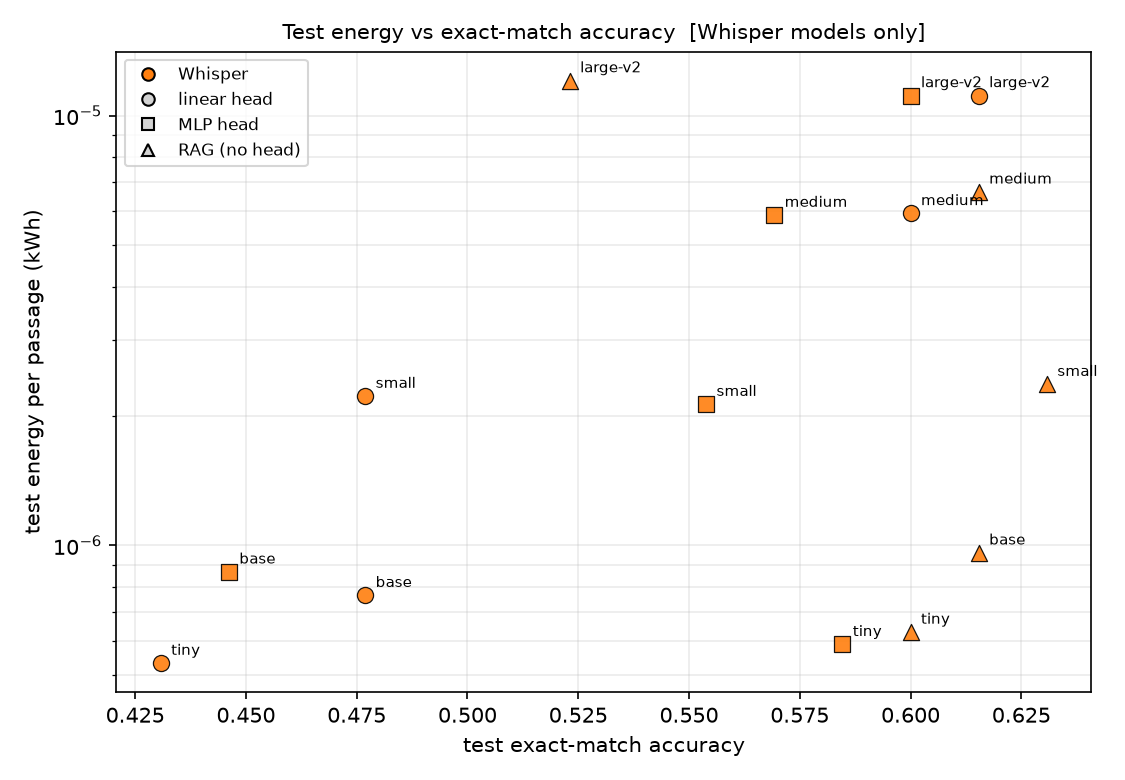 Test energy vs exact-match accuracy  [Whisper models only]
Whisper
linear head
MLP head
RAG (no head)
large-v2
large-v2
large-v2
medium
medium
medium
small
small
small
base
base
base
tiny
tiny
tiny
10⁻⁵
10⁻⁶
test energy per passage (kWh)
0.425 0.450 0.475 0.500 0.525 0.550 0.575 0.600 0.625
test exact-match accuracy